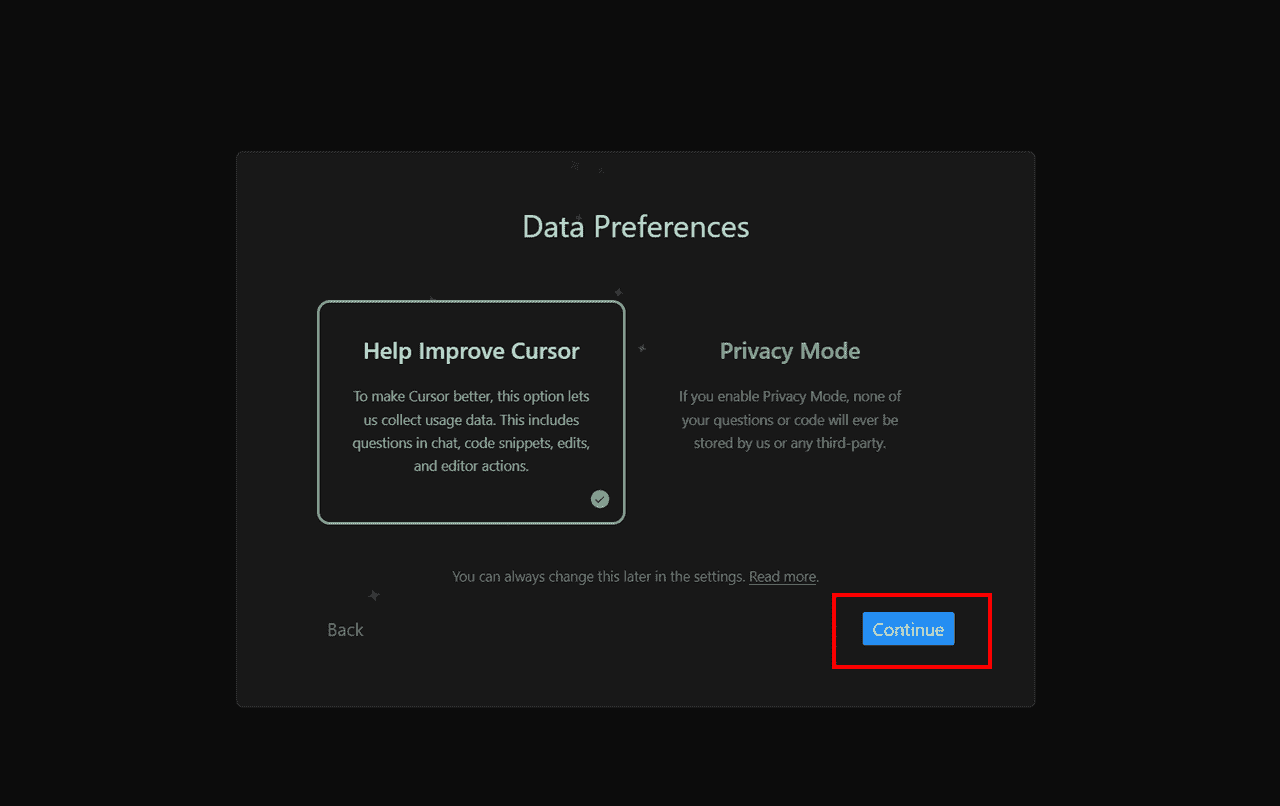 Data Preferences
Help Improve Cursor
To make Cursor better, this option lets
us collect usage data. This includes
questions in chat, code snippets, edits,
and editor actions.
Privacy Mode
If you enable Privacy Mode, none of
your questions or code will ever be
stored by us or any third-party.
You can always change this later in the settings. Read more.
Back
Continue